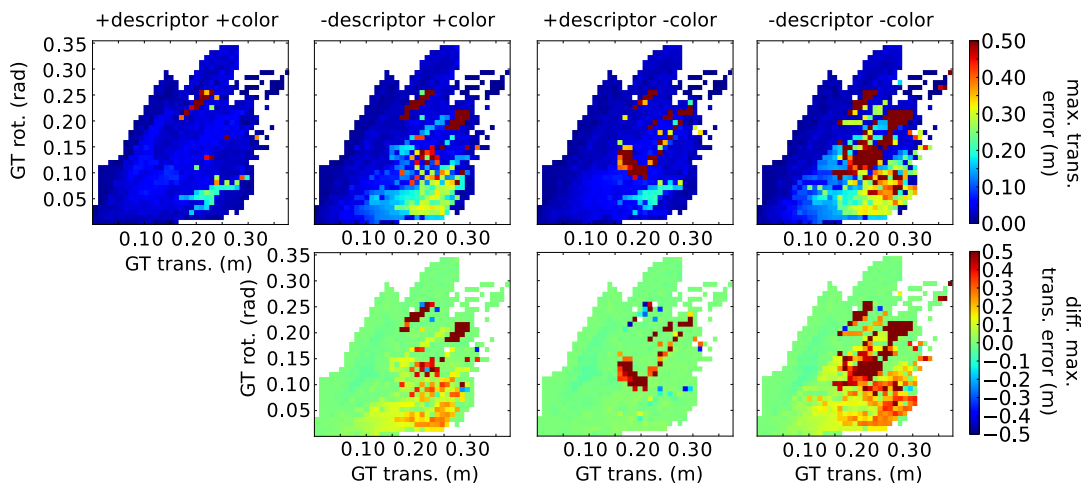 +descriptor +color
-descriptor +color
+descriptor -color
-descriptor -color
0.35
0.30
0.25
0.20
0.15
0.10
0.05
GT rot. (rad)
0.10 0.20 0.30
GT trans. (m)
0.10 0.20 0.30
0.10 0.20 0.30
0.10 0.20 0.30
0.50
0.40
0.30
0.20
0.10
0.00
max. trans.
error (m)
0.35
0.30
0.25
0.20
0.15
0.10
0.05
GT rot. (rad)
0.10 0.20 0.30
GT trans. (m)
0.10 0.20 0.30
GT trans. (m)
0.10 0.20 0.30
GT trans. (m)
0.5
0.4
0.3
0.2
0.1
0.0
−0.1
−0.2
−0.3
−0.4
−0.5
diff. max.
trans. error (m)